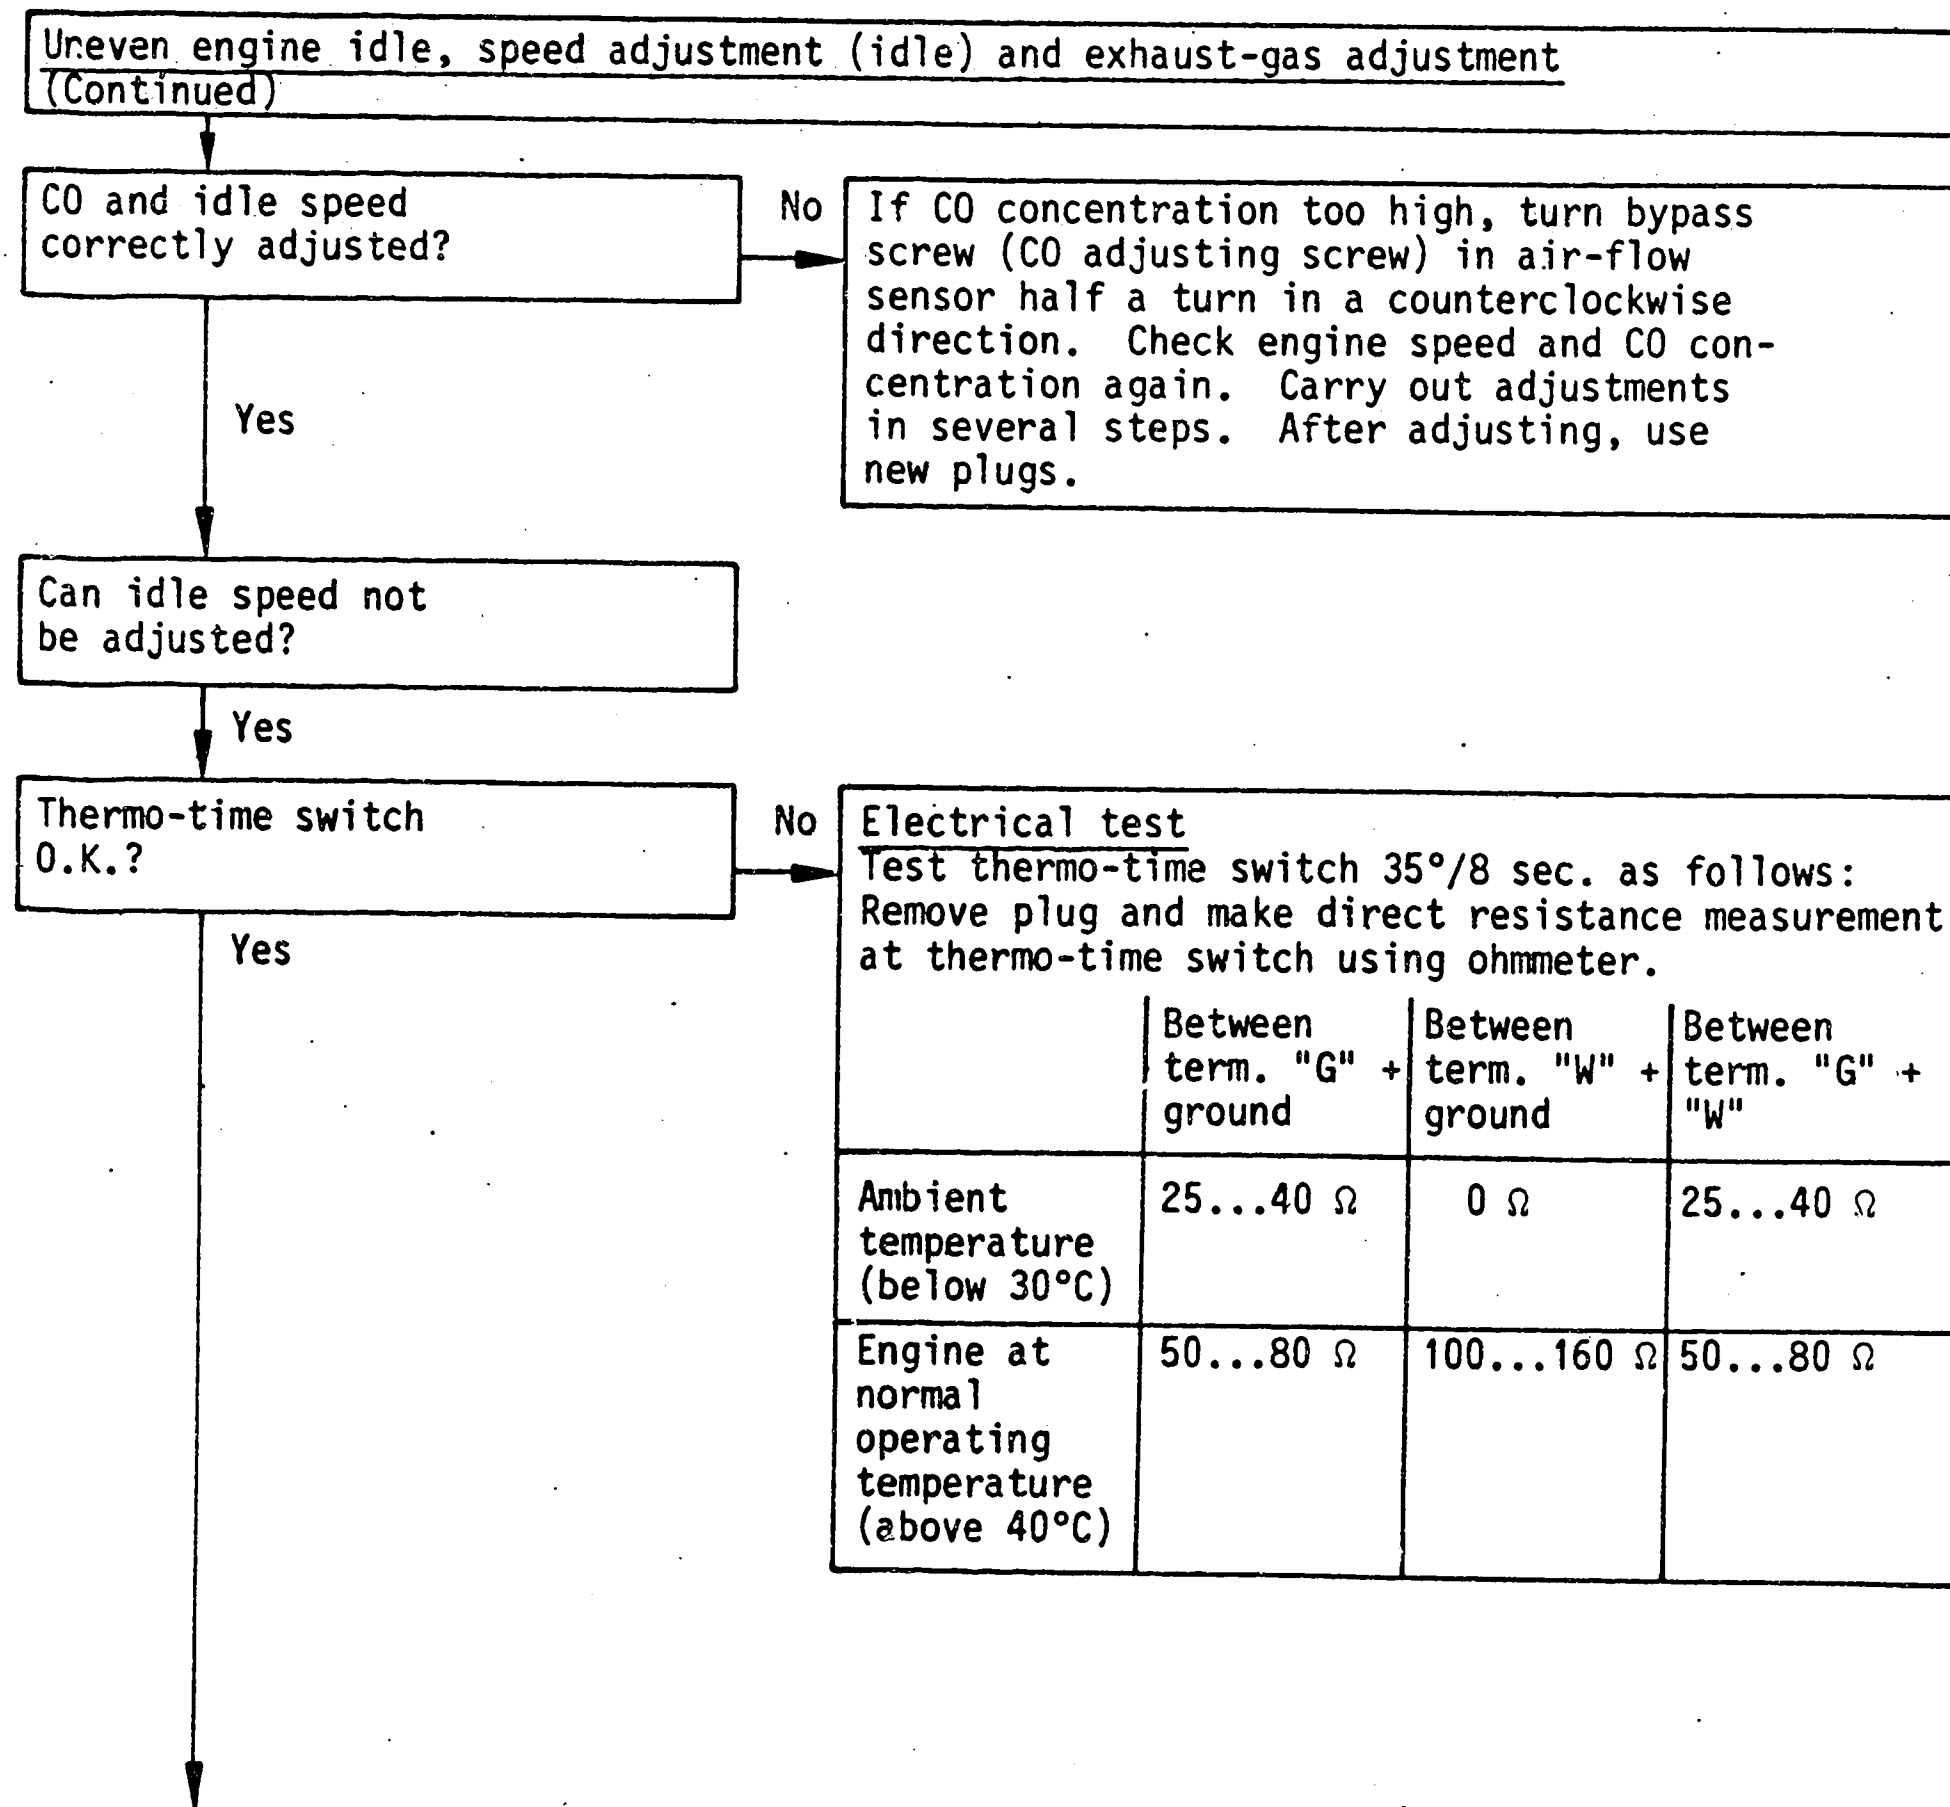 Uneven engine idle, speed adjustment (idle) and exhaust-gas adjustment
(Continued)
CO and idle speed
correctly adjusted?
No
If CO concentration too high, turn bypass
screw (CO adjusting screw) in air-flow
sensor half a turn in a counterclockwise
direction. Check engine speed and CO con-
centration again. Carry out adjustments
in several steps. After adjusting, use
new plugs.
Yes
Can idle speed not
be adjusted?
Yes
Thermo-time switch
O.K.?
No
Electrical test
Test thermo-time switch 35°/8 sec. as follows:
Remove plug and make direct resistance measurement
at thermo-time switch using ohmmeter.
Yes
Between
term. "G" +
ground
Between
term. "W" +
ground
Between
term. "G" +
"W"
Ambient
temperature
(below 30°C)
25...40 Ω
0 Ω
25...40 Ω
Engine at
normal
operating
temperature
(above 40°C)
50...80 Ω
100...160 Ω
50...80 Ω